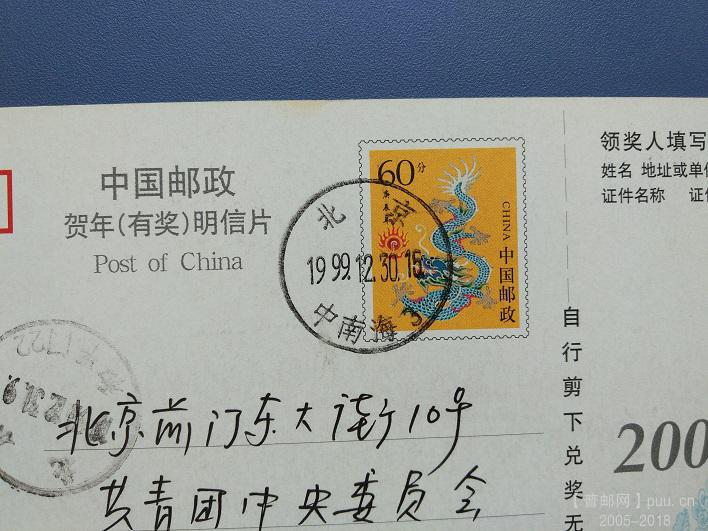 中国邮政
贺年(有奖)明信片
Post of China
60分
庚辰
CHINA
中国邮政
北京
1999.12.30.15
中南海3
北京前门东大街10号
共青团中央委员会
领奖人填写
姓名 地址或单
证件名称 证
自行剪下兑奖无
200
【管邮网】puu.cn
2005-2018